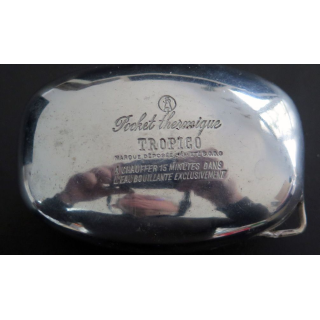 Pocket thermique
TROPICO
MARQUE DÉPOSÉE
A CHAUFFER 15 MINUTES DANS
L'EAU BOUILLANTE EXCLUSIVEMENT